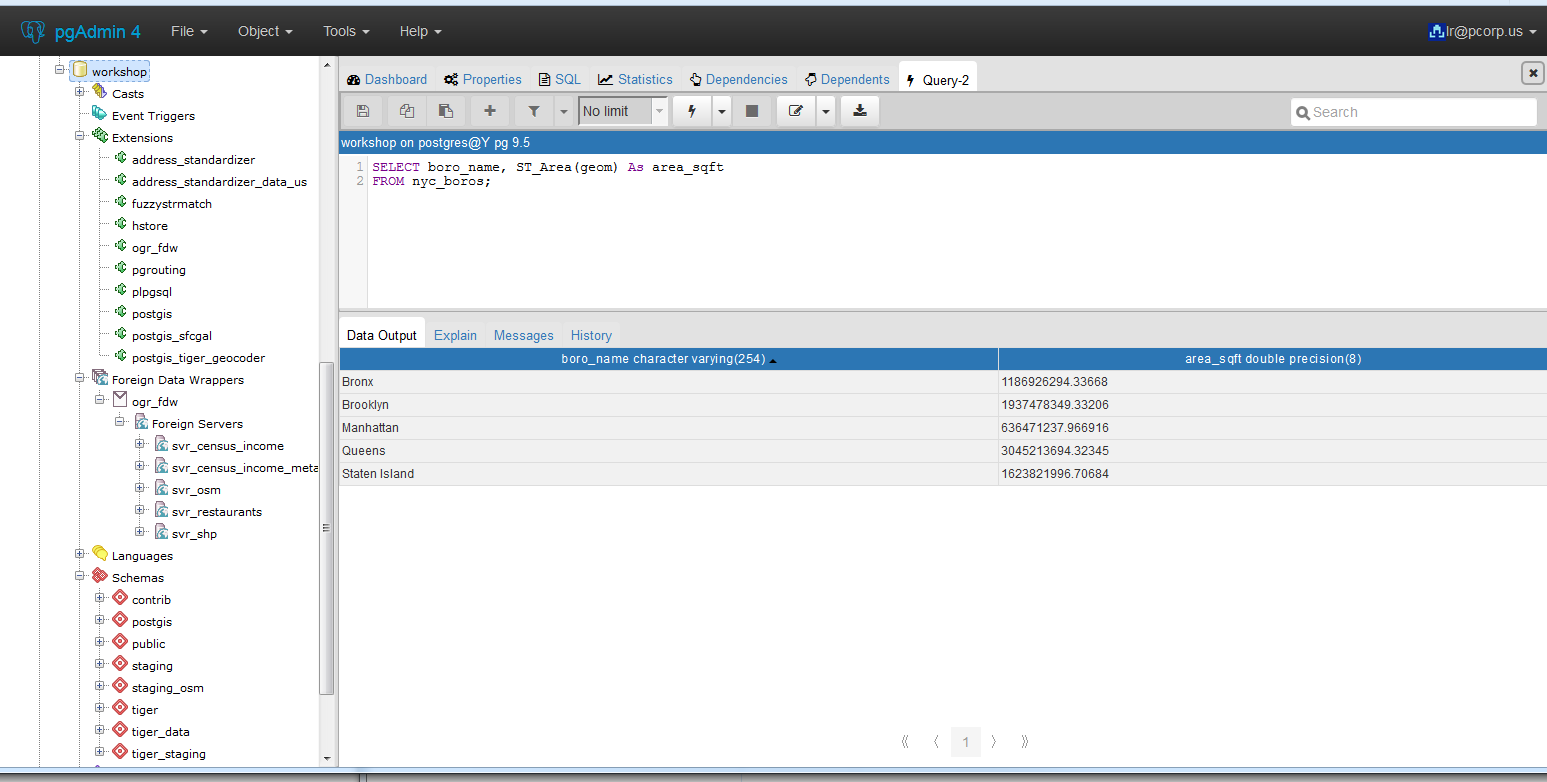 pgAdmin 4 File Object Tools Help lr@pcorp.us
workshop
Casts
Event Triggers
Extensions
address_standardizer
address_standardizer_data_us
fuzzystrmatch
hstore
ogr_fdw
pgrouting
plpgsql
postgis
postgis_sfcgal
postgis_tiger_geocoder
Foreign Data Wrappers
ogr_fdw
Foreign Servers
svr_census_income
svr_census_income_meta
svr_osm
svr_restaurants
svr_shp
Languages
Schemas
contrib
postgis
public
staging
staging_osm
tiger
tiger_data
tiger_staging
Dashboard Properties SQL Statistics Dependencies Dependents Query-2
No limit Search
workshop on postgres@Y pg 9.5
1 SELECT boro_name, ST_Area(geom) As area_sqft
2 FROM nyc_boros;
Data Output Explain Messages History
boro_name character varying(254) area_sqft double precision(8)
Bronx 1186926294.33668
Brooklyn 1937478349.33206
Manhattan 636471237.966916
Queens 3045213694.32345
Staten Island 1623821996.70684
《 〈 1 〉 》